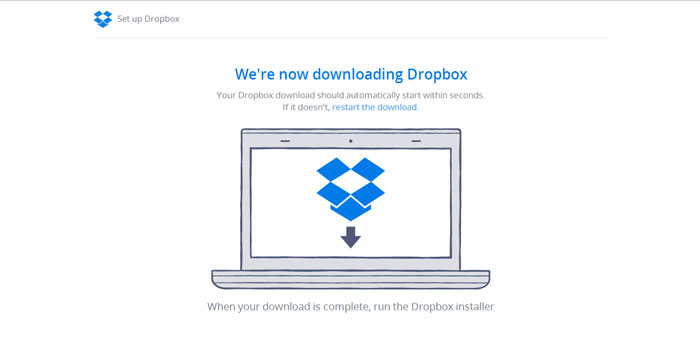 Set up Dropbox
We're now downloading Dropbox
Your Dropbox download should automatically start within seconds.
If it doesn't, restart the download.
When your download is complete, run the Dropbox installer